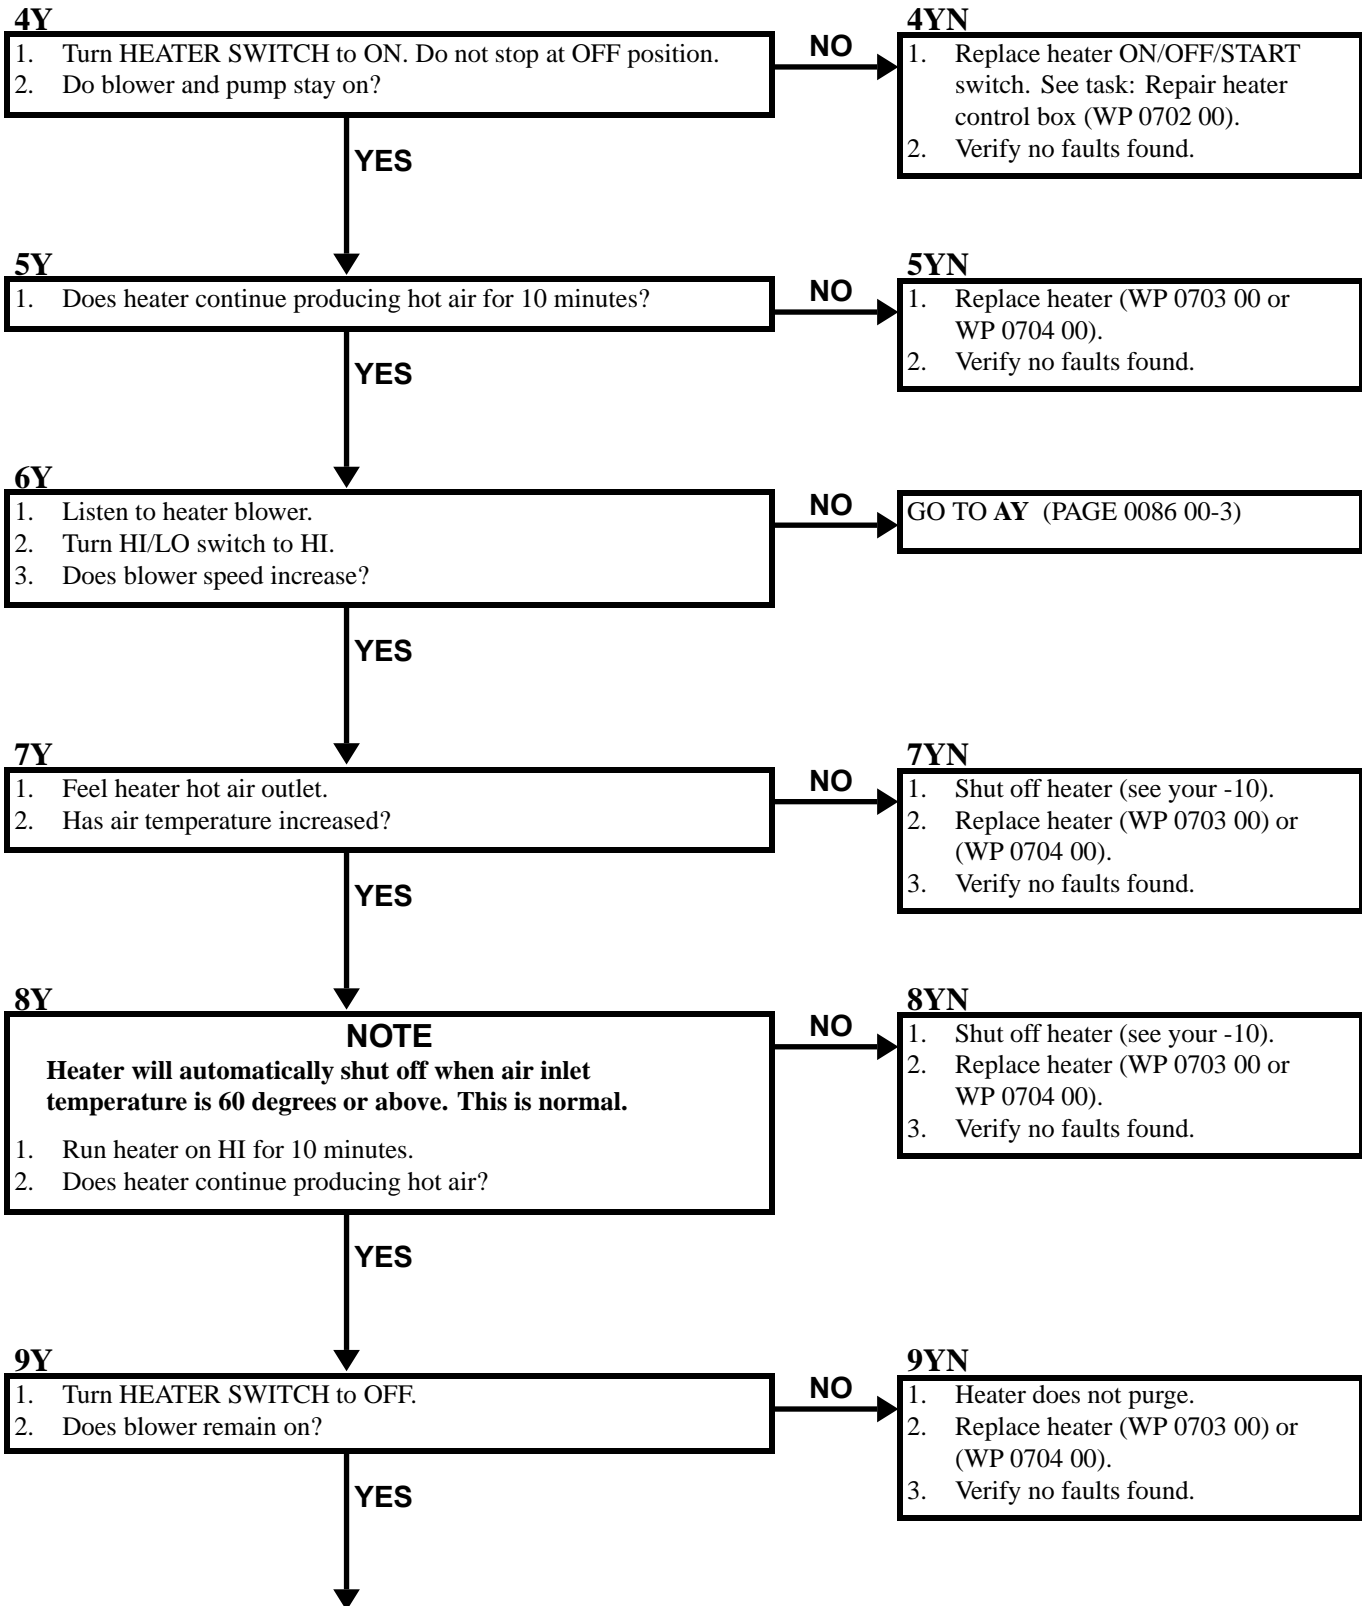 4Y
1. Turn HEATER SWITCH to ON. Do not stop at OFF position.
2. Do blower and pump stay on?
NO
4YN
1. Replace heater ON/OFF/START
switch. See task: Repair heater
control box (WP 0702 00).
2. Verify no faults found.
YES
5Y
1. Does heater continue producing hot air for 10 minutes?
NO
5YN
1. Replace heater (WP 0703 00 or
WP 0704 00).
2. Verify no faults found.
YES
6Y
1. Listen to heater blower.
2. Turn HI/LO switch to HI.
3. Does blower speed increase?
NO
GO TO AY (PAGE 0086 00-3)
YES
7Y
1. Feel heater hot air outlet.
2. Has air temperature increased?
NO
7YN
1. Shut off heater (see your -10).
2. Replace heater (WP 0703 00) or
(WP 0704 00).
3. Verify no faults found.
YES
8Y
NOTE
Heater will automatically shut off when air inlet
temperature is 60 degrees or above. This is normal.
1. Run heater on HI for 10 minutes.
2. Does heater continue producing hot air?
NO
8YN
1. Shut off heater (see your -10).
2. Replace heater (WP 0703 00 or
WP 0704 00).
3. Verify no faults found.
YES
9Y
1. Turn HEATER SWITCH to OFF.
2. Does blower remain on?
NO
9YN
1. Heater does not purge.
2. Replace heater (WP 0703 00) or
(WP 0704 00).
3. Verify no faults found.
YES